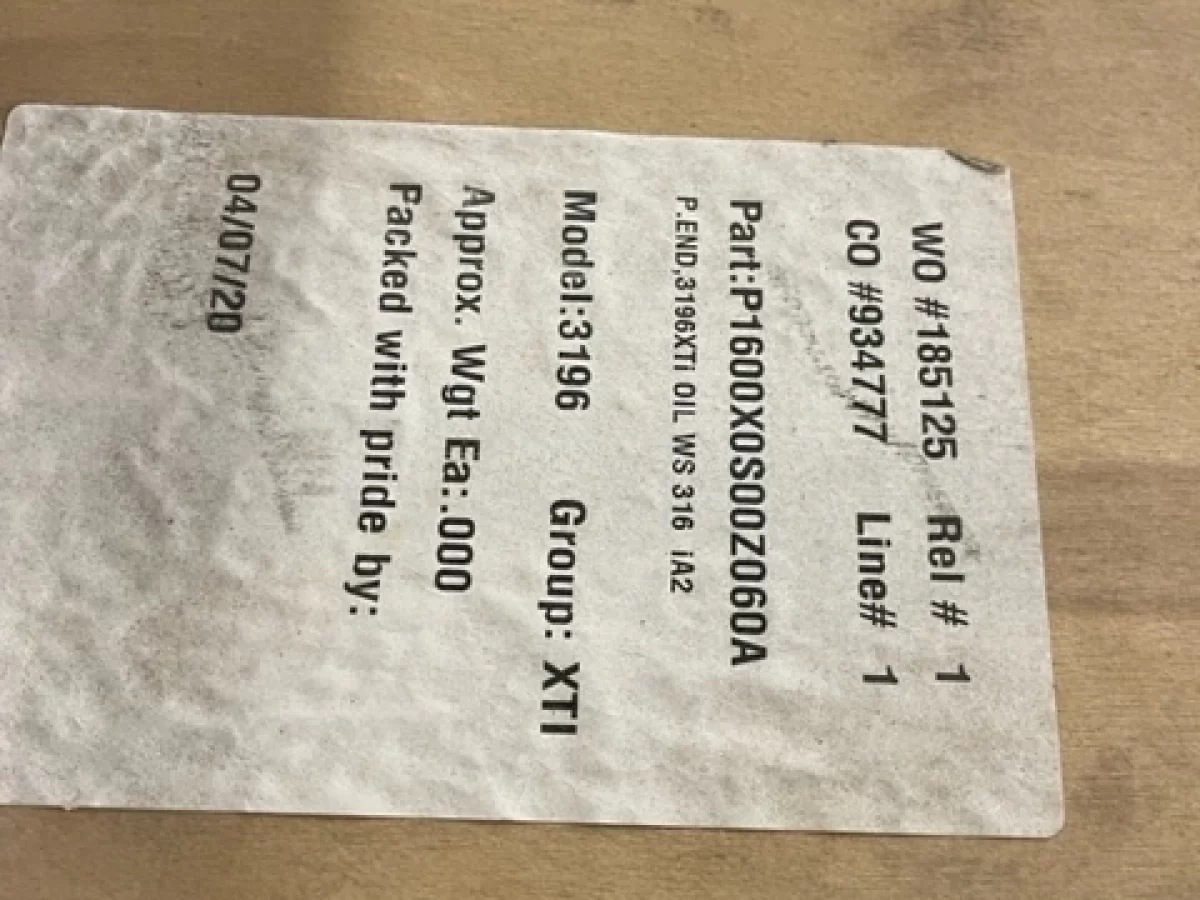 WO #185125 Rel # 1
CO #934777 Line# 1
Part:P1600X0S00Z060A
P.END,3196XTi OIL WS 316 iA2
Model:3196 Group: XTI
Approx. Wgt Ea:.000
Packed with pride by:
04/07/20